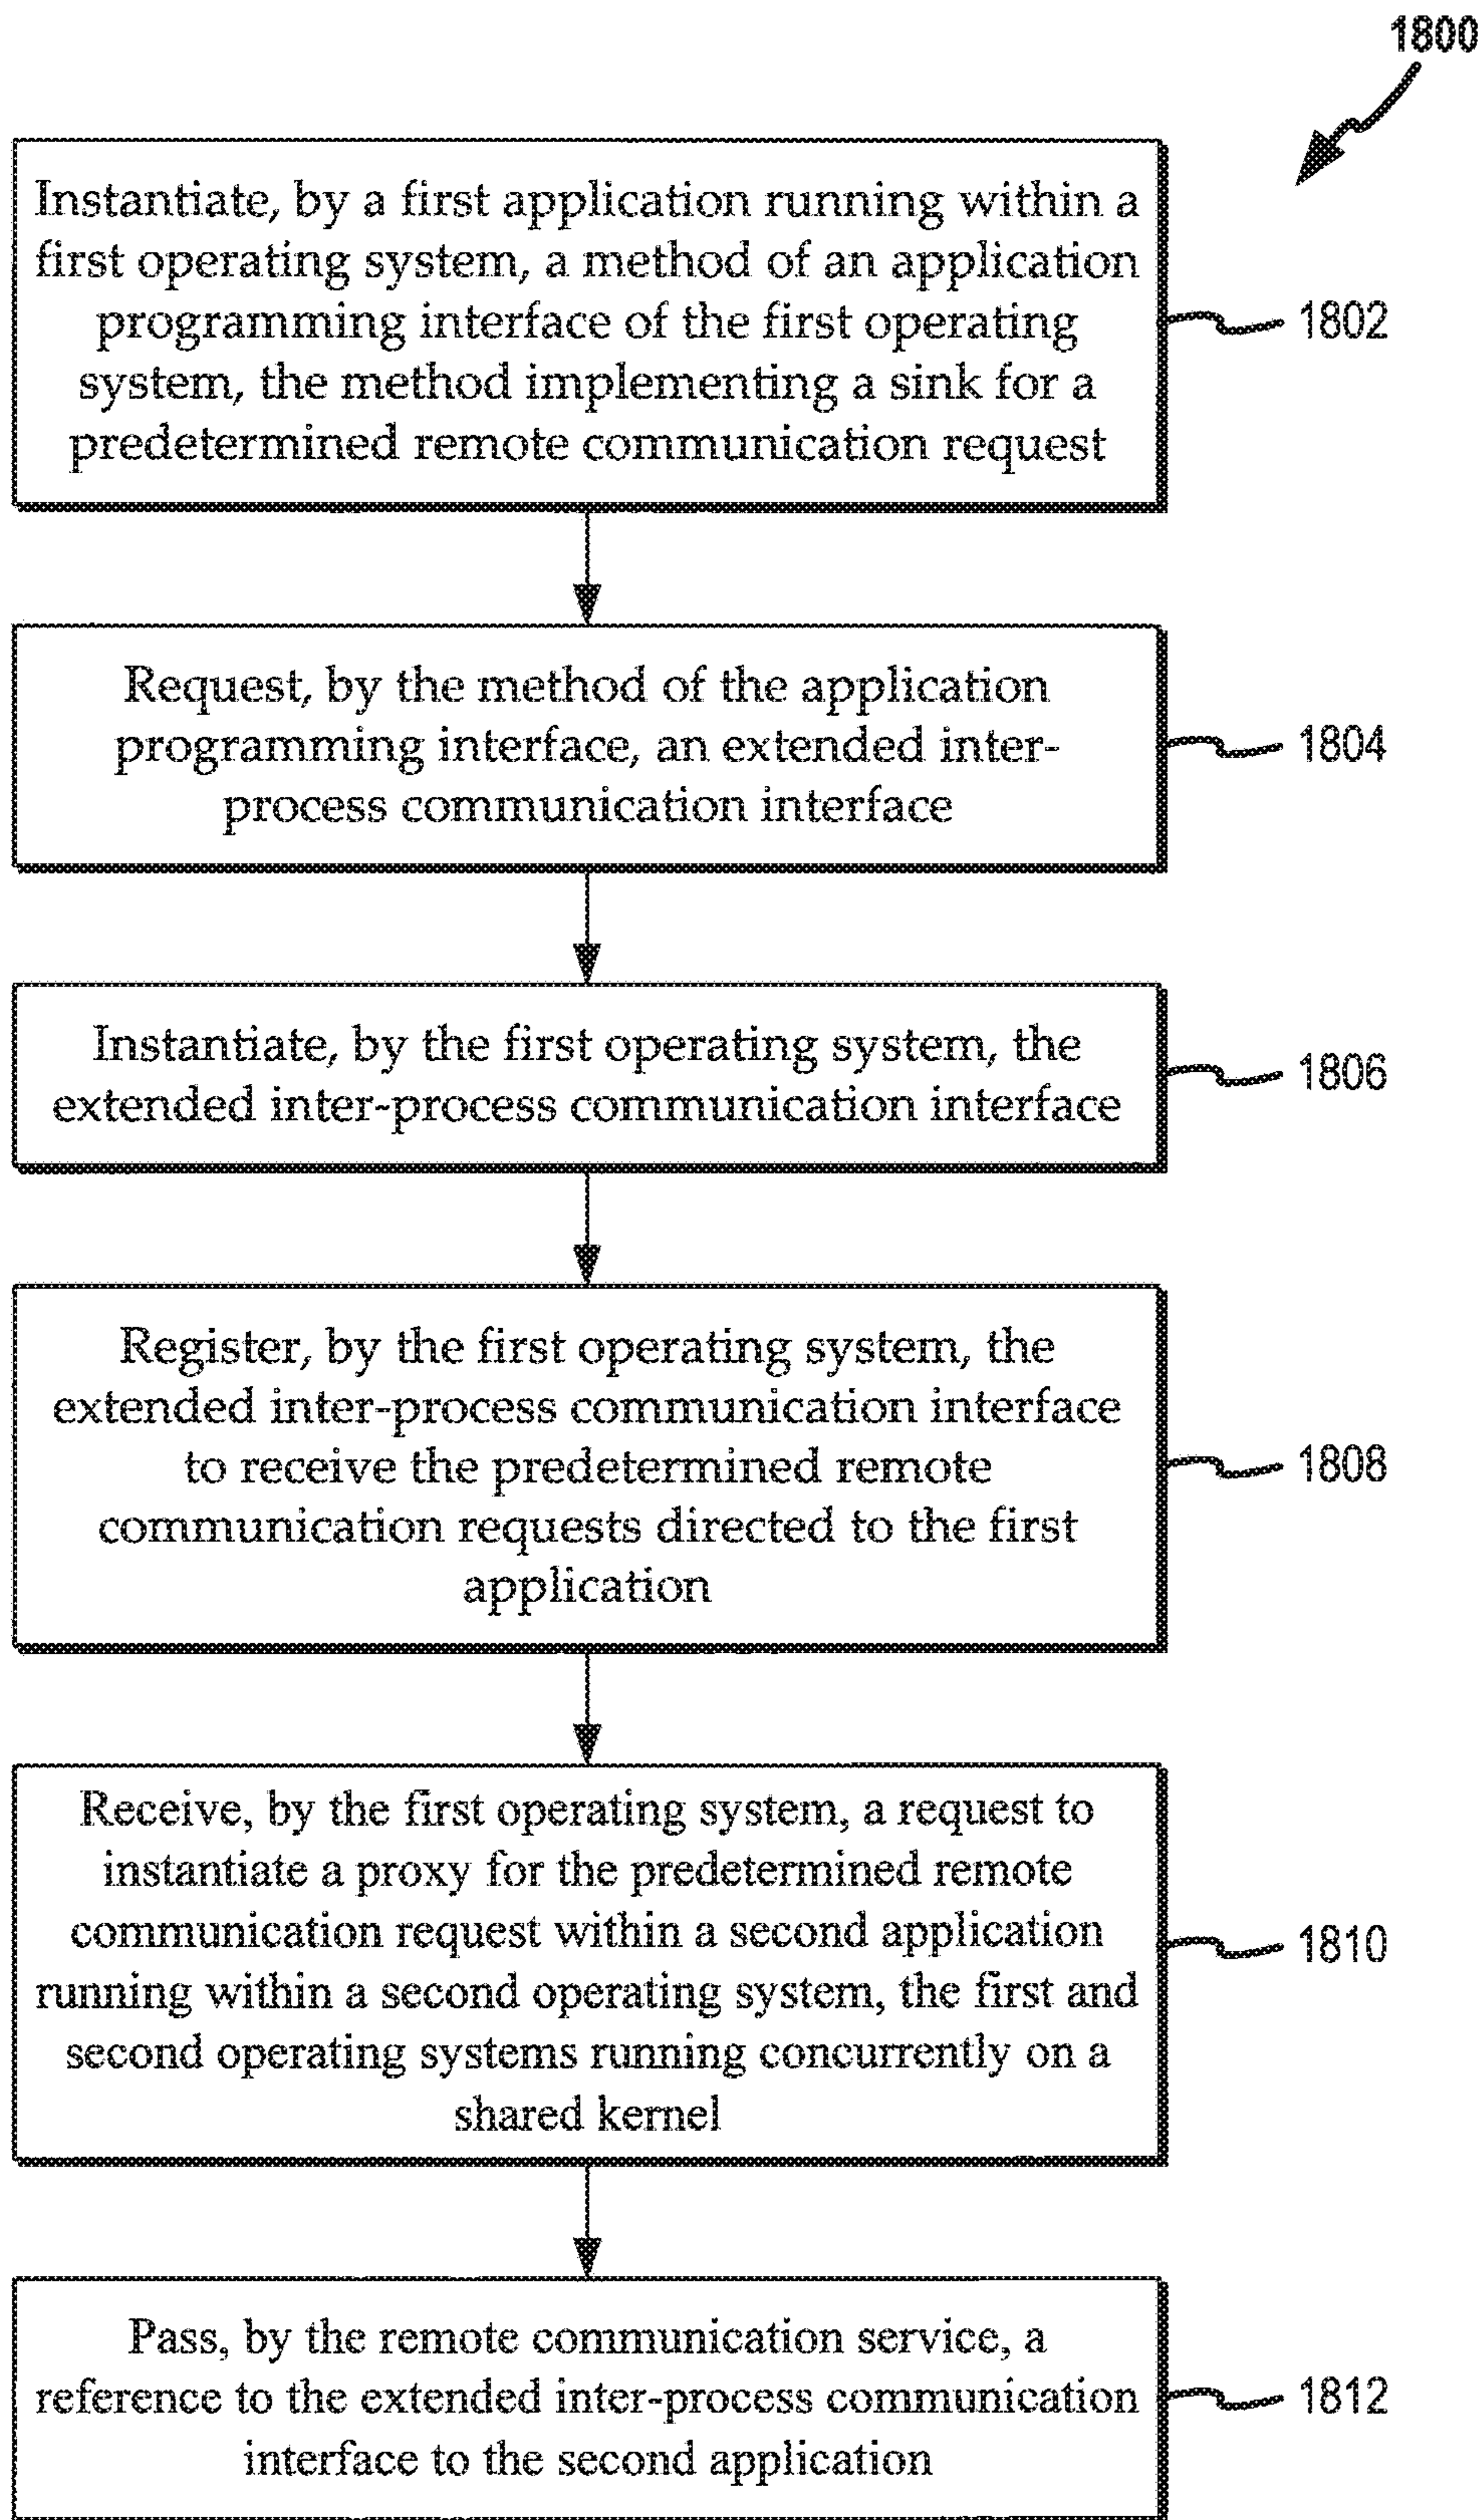 1800
Instantiate, by a first application running within a
first operating system, a method of an application
programming interface of the first operating
system, the method implementing a sink for a
predetermined remote communication request
1802
Request, by the method of the application
programming interface, an extended inter-
process communication interface
1804
Instantiate, by the first operating system, the
extended inter-process communication interface
1806
Register, by the first operating system, the
extended inter-process communication interface
to receive the predetermined remote
communication requests directed to the first
application
1808
Receive, by the first operating system, a request to
instantiate a proxy for the predetermined remote
communication request within a second application
running within a second operating system, the first and
second operating systems running concurrently on a
shared kernel
1810
Pass, by the remote communication service, a
reference to the extended inter-process communication
interface to the second application
1812